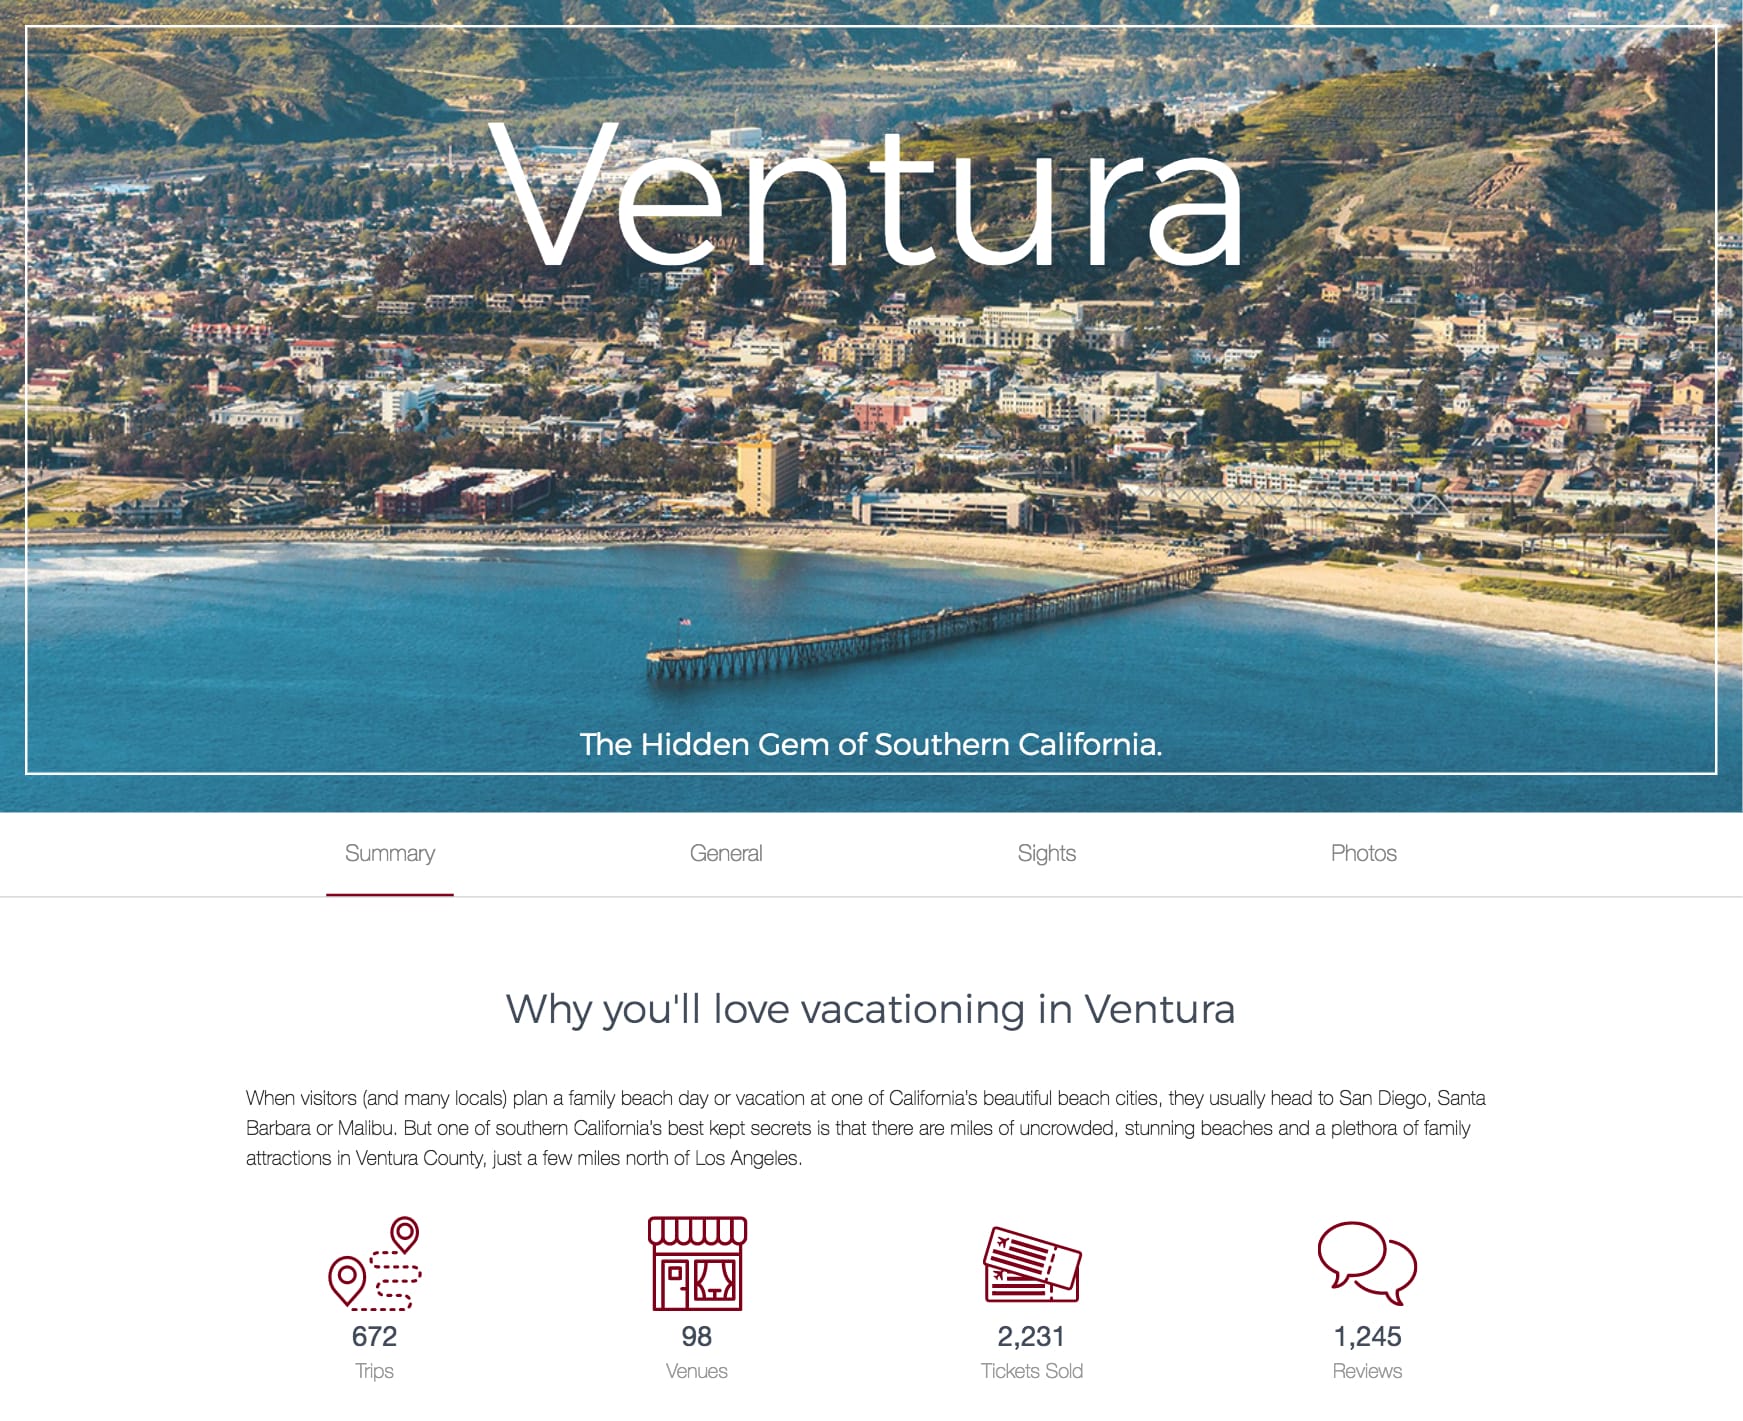 Ventura
The Hidden Gem of Southern California.
Summary
General
Sights
Photos
Why you'll love vacationing in Ventura
When visitors (and many locals) plan a family beach day or vacation at one of California's beautiful beach cities, they usually head to San Diego, Santa
Barbara or Malibu. But one of southern California's best kept secrets is that there are miles of uncrowded, stunning beaches and a plethora of family
attractions in Ventura County, just a few miles north of Los Angeles.
672
Trips
98
Venues
2,231
Tickets Sold
1,245
Reviews